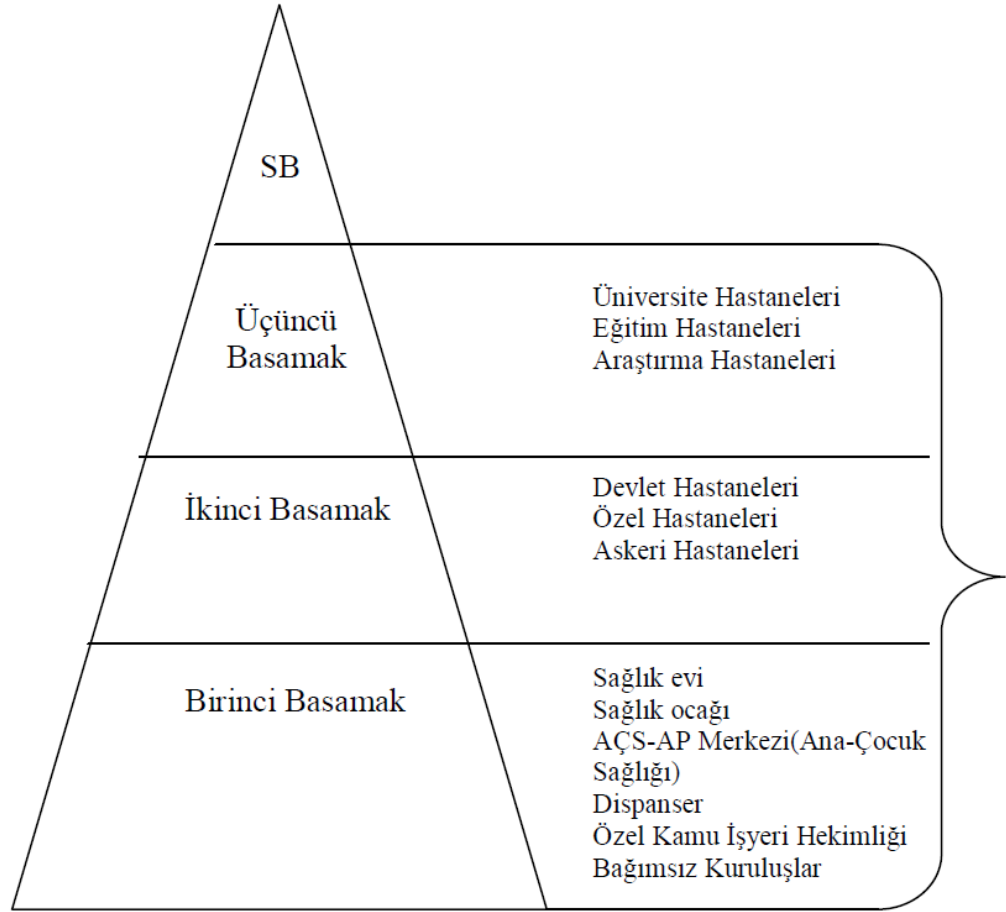 SB
Üçüncü
Basamak
Üniversite Hastaneleri
Eğitim Hastaneleri
Araştırma Hastaneleri
İkinci Basamak
Devlet Hastaneleri
Özel Hastaneleri
Askeri Hastaneleri
Birinci Basamak
Sağlık evi
Sağlık ocağı
AÇS-AP Merkezi(Ana-Çocuk
Sağlığı)
Dispanser
Özel Kamu İşyeri Hekimliği
Bağımsız Kuruluşlar